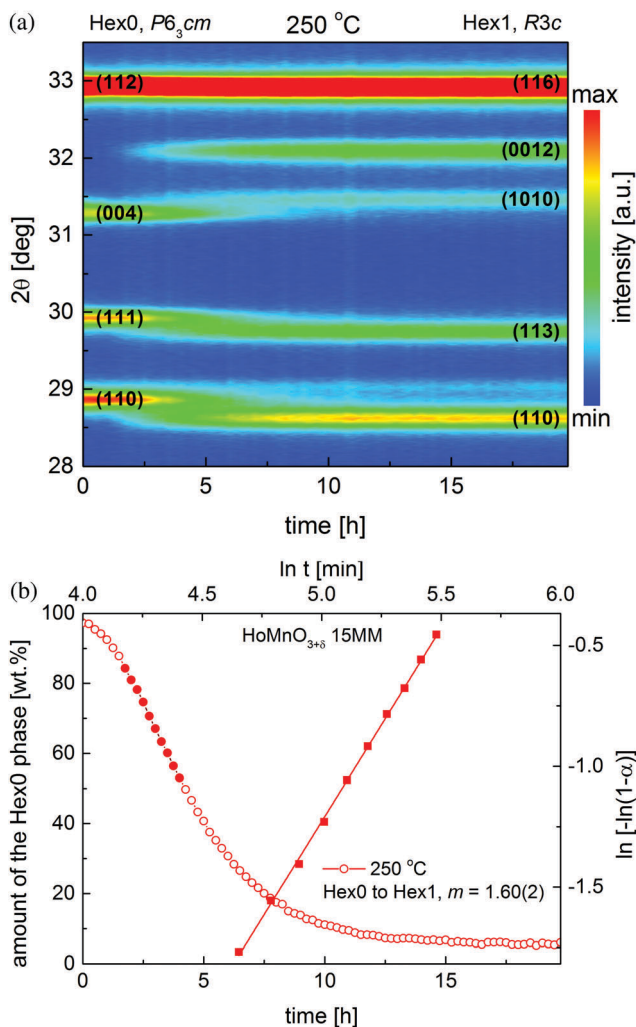 (a) Hex0, P6₃cm 250 °C Hex1, R3c
33 (112) (116) max
32 (0012)
(004) (1010)
31
2θ [deg]
intensity [a.u.]
30 (111) (113)
29 (110) (110)
28 min
0 5 10 15
time [h]
ln t [min]
(b) 4.0 4.5 5.0 5.5 6.0
100
HoMnO₃₊δ 15MM
80
60
40
20
0
-0.5
-1.0
-1.5
amount of the Hex0 phase [wt.%]
ln [-ln(1-α)]
250 °C
Hex0 to Hex1, m = 1.60(2)
0 5 10 15
time [h]